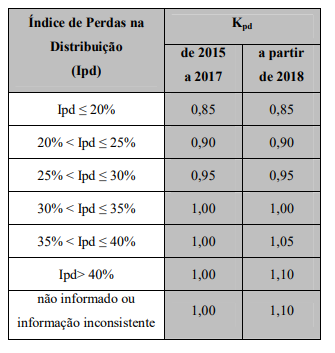 Índice de Perdas na
Distribuição
(Ipd)
Kpd
de 2015
a 2017
a partir
de 2018
Ipd ≤ 20% 0,85 0,85
20% < Ipd ≤ 25% 0,90 0,90
25% < Ipd ≤ 30% 0,95 0,95
30% < Ipd ≤ 35% 1,00 1,00
35% < Ipd ≤ 40% 1,00 1,05
Ipd> 40% 1,00 1,10
não informado ou
informação inconsistente 1,00 1,10